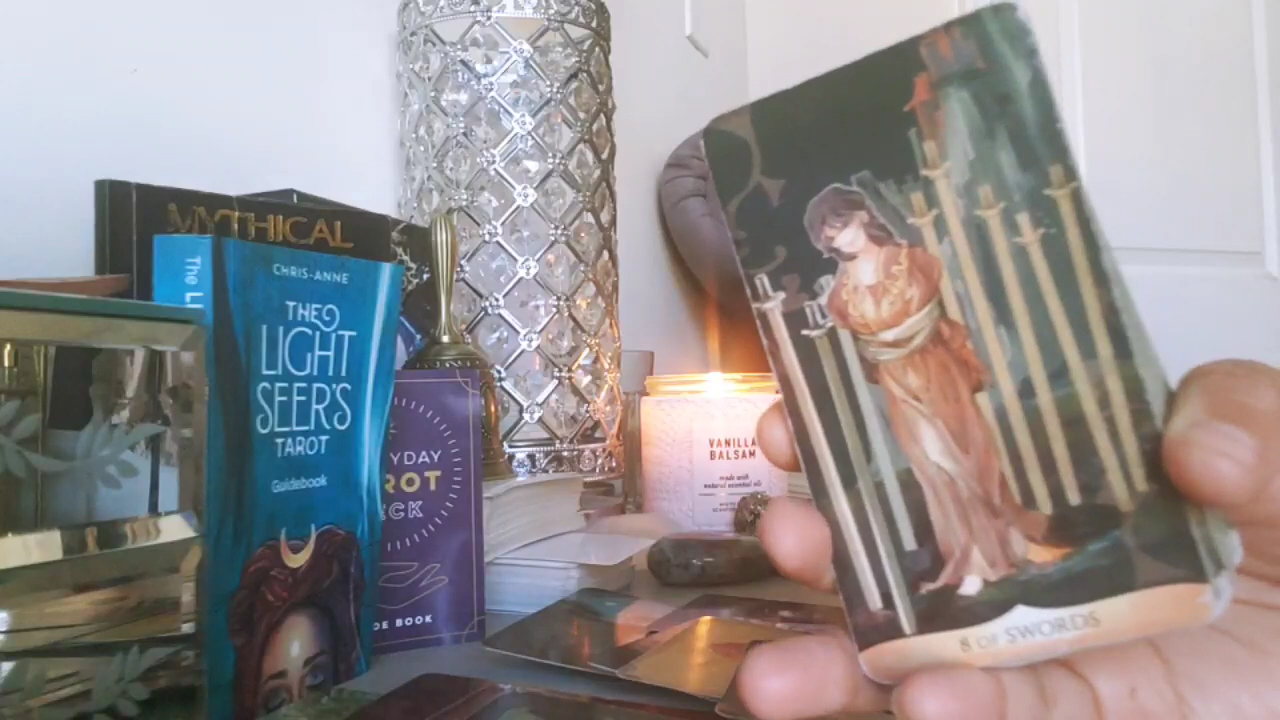 MYTHICAL
The Li
CHRIS-ANNE
THE
LIGHT
SEER'S
TAROT
Guidebook
YDAY
ROT
CK
DE BOOK
VANILLA
BALSAM
made with
natural essential oils
8 OF SWORDS